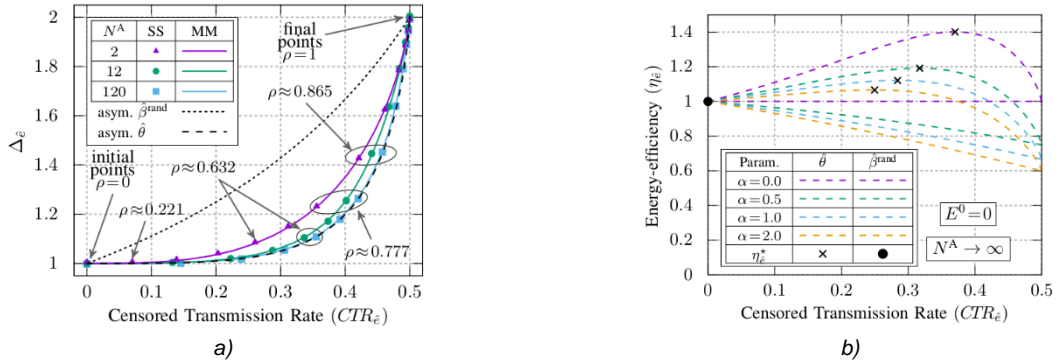 2
1.8
1.6
1.4
1.2
1
Δ_ê
N^A SS MM
2
12
120
asym. β̂^rand
asym. θ̂
final
points
ρ=1
ρ≈0.865
initial
points
ρ=0
ρ≈0.632
ρ≈0.221
ρ≈0.777
0 0.1 0.2 0.3 0.4 0.5
Censored Transmission Rate (CTR_ê)
a)
1.4
1.2
1
0.8
0.6
0.4
0.2
0
Energy-efficiency (η_ê)
Param. θ̂ β̂^rand
α=0.0
α=0.5
α=1.0
α=2.0
η_ê^⋆
E^0=0
N^A→∞
0 0.1 0.2 0.3 0.4 0.5
Censored Transmission Rate (CTR_ê)
b)